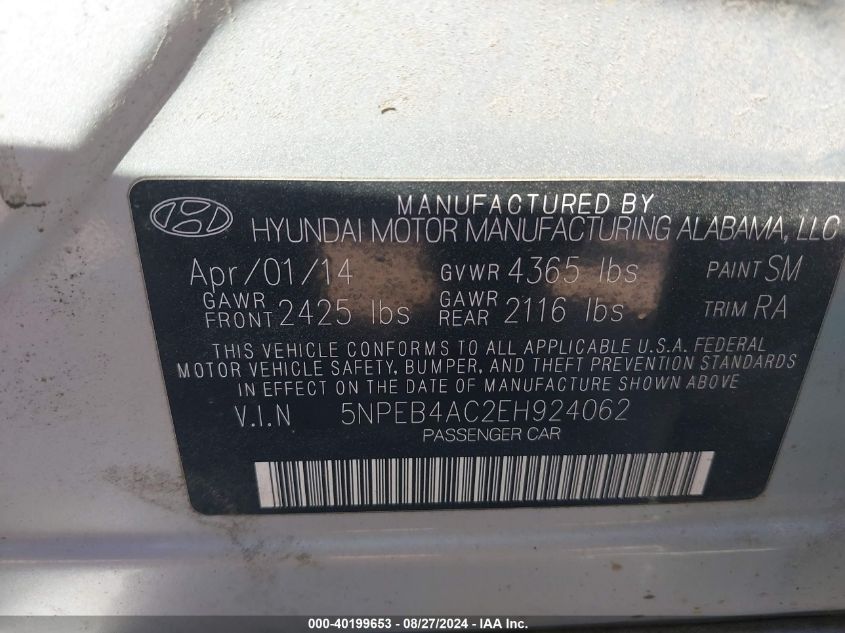 MANUFACTURED BY
HYUNDAI MOTOR MANUFACTURING ALABAMA, LLC
Apr/01/14 GVWR 4365 lbs PAINT SM
GAWR FRONT 2425 lbs GAWR REAR 2116 lbs TRIM RA
THIS VEHICLE CONFORMS TO ALL APPLICABLE U.S.A. FEDERAL
MOTOR VEHICLE SAFETY, BUMPER, AND THEFT PREVENTION STANDARDS
IN EFFECT ON THE DATE OF MANUFACTURE SHOWN ABOVE
V.I.N 5NPEB4AC2EH924062
PASSENGER CAR
000-40199653 - 08/27/2024 - IAA Inc.